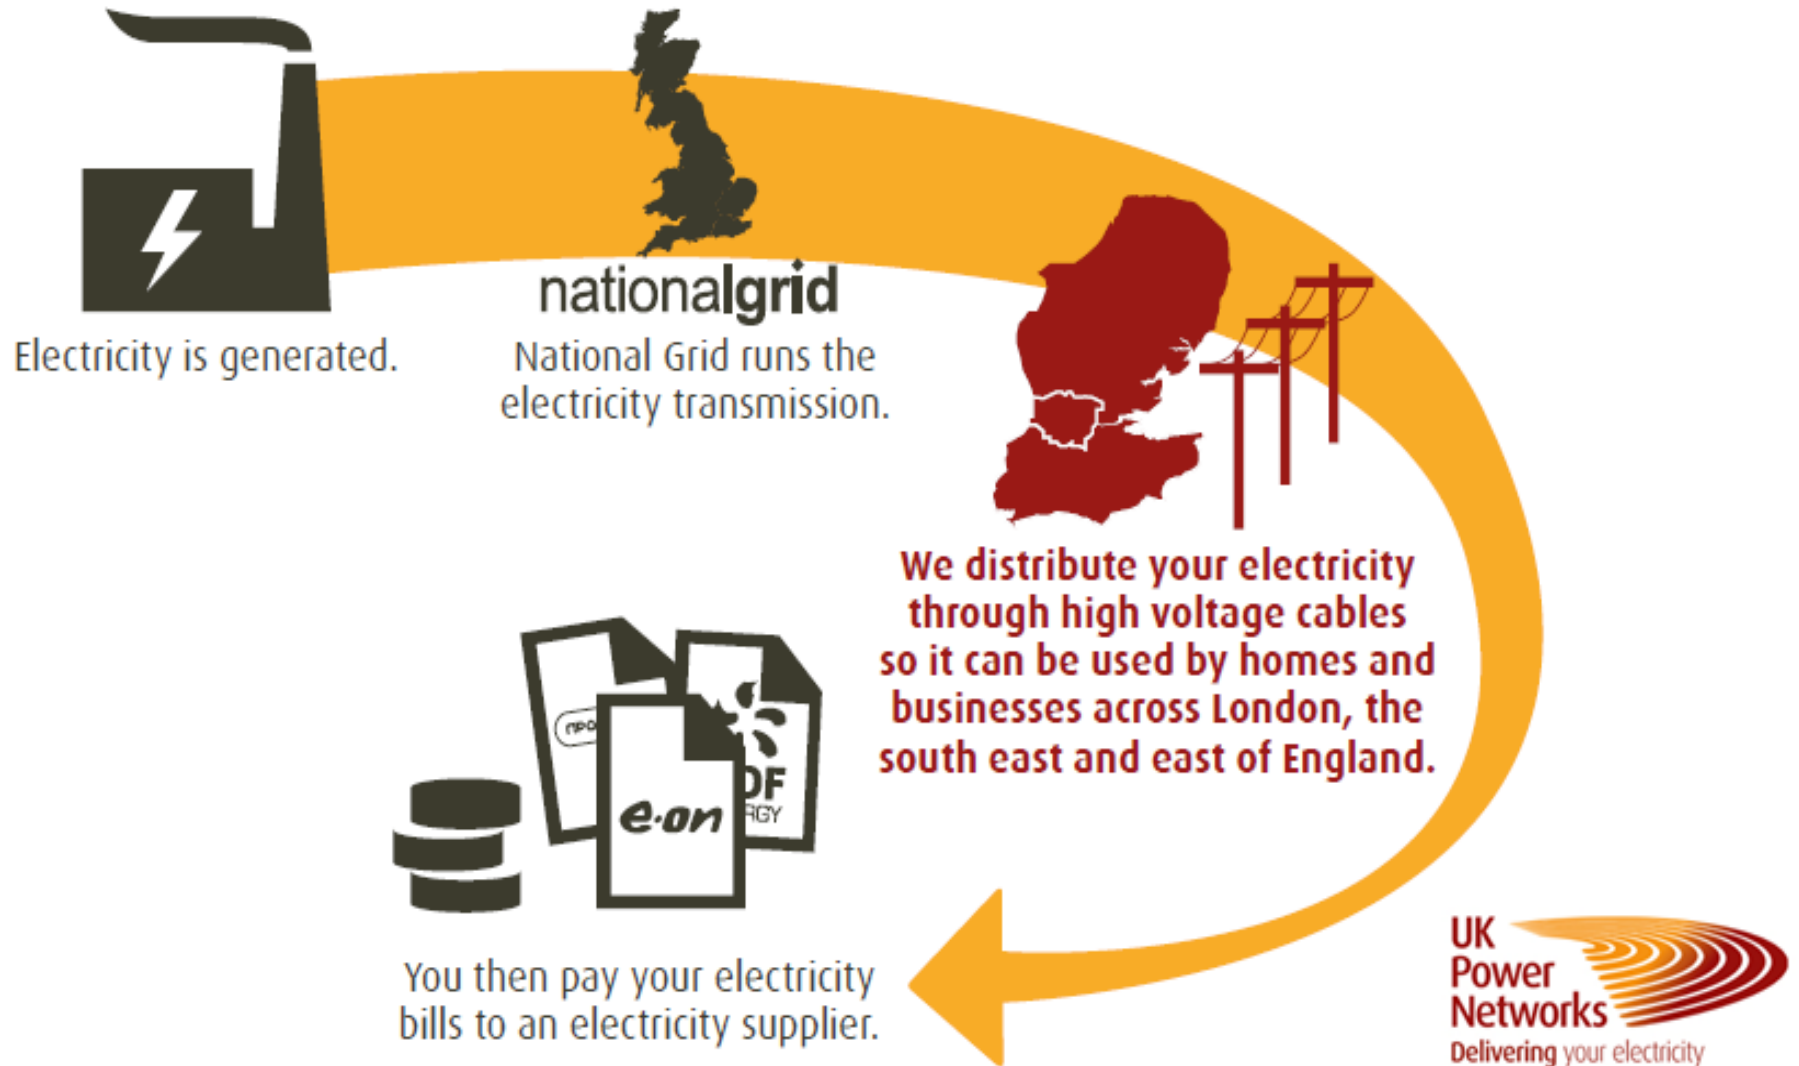 Electricity is generated.
nationalgrid
National Grid runs the
electricity transmission.
We distribute your electricity
through high voltage cables
so it can be used by homes and
businesses across London, the
south east and east of England.
e·on
You then pay your electricity
bills to an electricity supplier.
UK
Power
Networks
Delivering your electricity